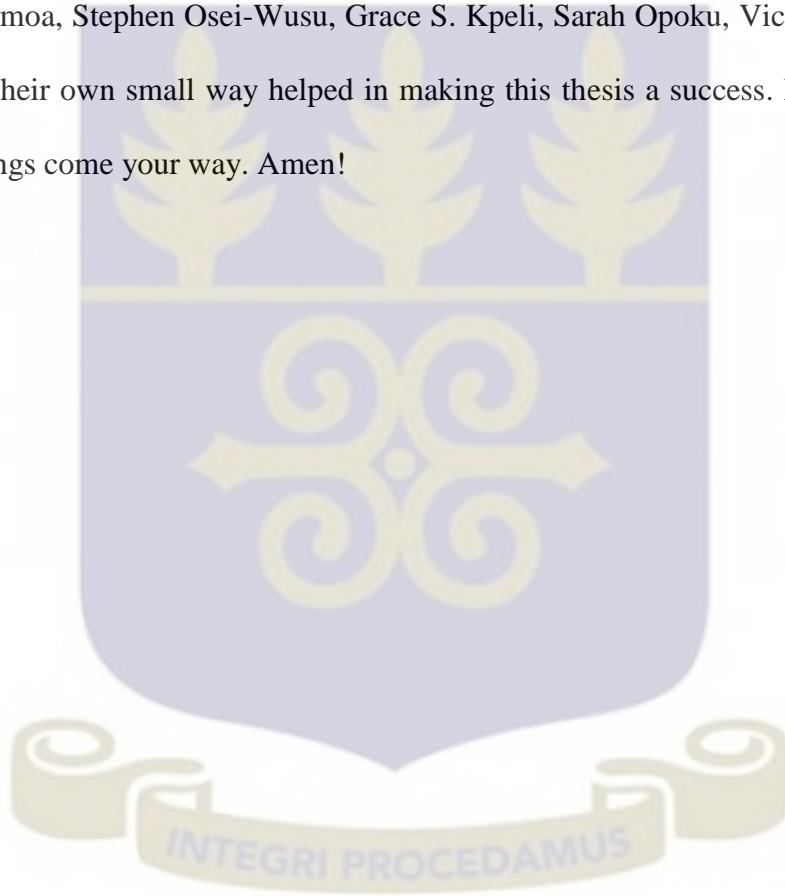 moa, Stephen Osei-Wusu, Grace S. Kpeli, Sarah Opoku, Vic
heir own small way helped in making this thesis a success.
ngs come your way. Amen!
INTEGRI PROCEDAMUS